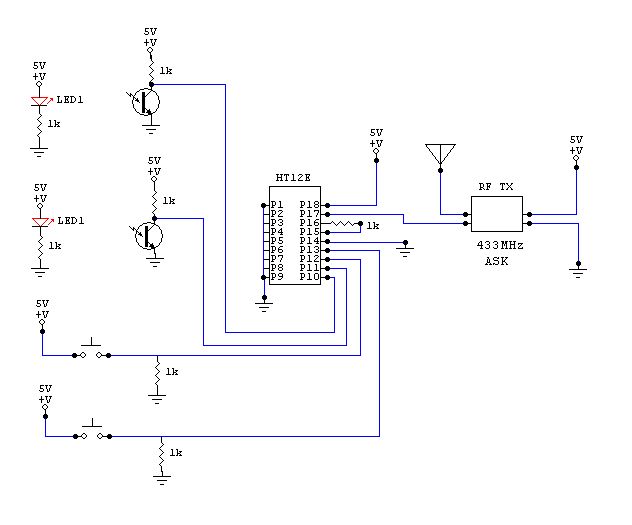 5V
+V
1k
5V
+V
LED1
1k
5V
+V
1k
5V
+V
LED1
1k
5V
+V
HT12E
P1 P18
P2 P17
P3 P16
P4 P15
P5 P14
P6 P13
P7 P12
P8 P11
P9 P10
1k
5V
+V
RF TX
433MHz
ASK
5V
+V
1k
5V
+V
1k